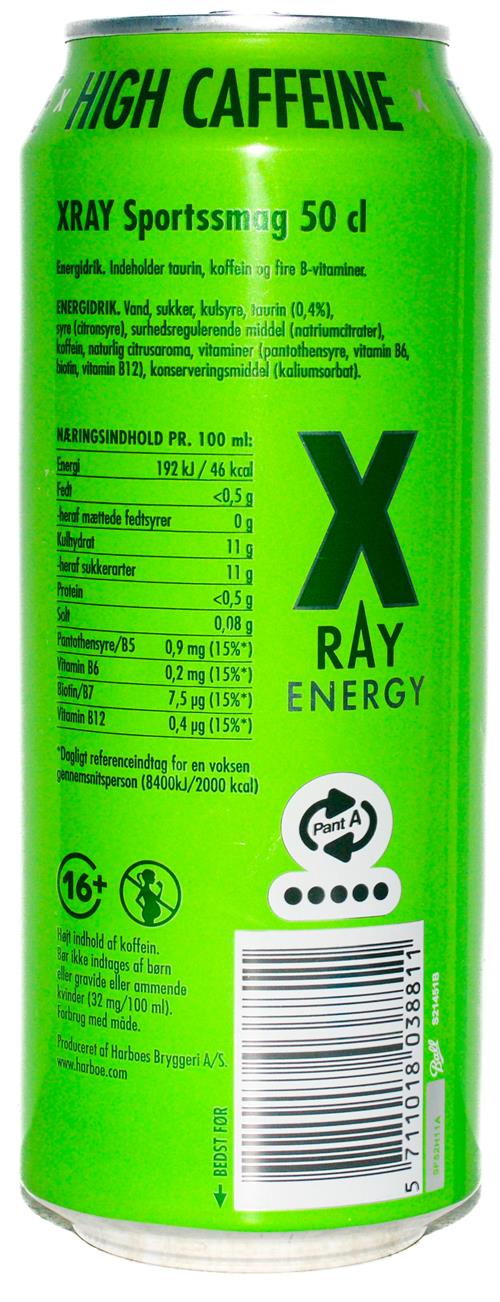 HIGH CAFFEINE
XRAY Sportssmag 50 cl
Energidrik. Indeholder taurin, koffein og fire B-vitaminer.
ENERGIDRIK. Vand, sukker, kulsyre, taurin (0,4%),
syre (citronsyre), surhedsregulerende middel (natriumcitrater),
koffein, naturlig citrusaroma, vitaminer (pantothensyre, vitamin B6,
biotin, vitamin B12), konserveringsmiddel (kaliumsorbat).
NÆRINGSINDHOLD PR. 100 ml:
Energi 192 kJ / 46 kcal
Fedt <0,5 g
-heraf mættede fedtsyrer 0 g
Kulhydrat 11 g
-heraf sukkerarter 11 g
Protein <0,5 g
Salt 0,08 g
Pantothensyre/B5 0,9 mg (15%*)
Vitamin B6 0,2 mg (15%*)
Biotin/B7 7,5 µg (15%*)
Vitamin B12 0,4 µg (15%*)
*Dagligt referenceindtag for en voksen
gennemsnitsperson (8400kJ/2000 kcal)
X
RAY
ENERGY
Pant A
16+
Højt indhold af koffein.
Bør ikke indtages af børn
eller gravide eller ammende
kvinder (32 mg/100 ml).
Forbrug med måde.
Produceret af Harboes Bryggeri A/S.
www.harboe.com
BEDST FØR
5 711018 038811
Ball S21451B